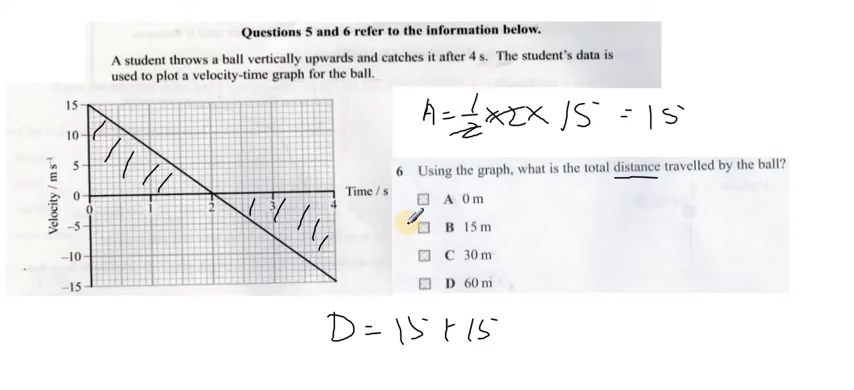 Questions 5 and 6 refer to the information below.
A student throws a ball vertically upwards and catches it after 4 s. The student's data is
used to plot a velocity-time graph for the ball.
15
10
5
0
-5
-10
-15
Velocity / m s⁻¹
0 1 2 3 4
Time / s
A = 1/2 × 2 × 15 = 15
6 Using the graph, what is the total distance travelled by the ball?
A 0 m
B 15 m
C 30 m
D 60 m
D = 15 + 15